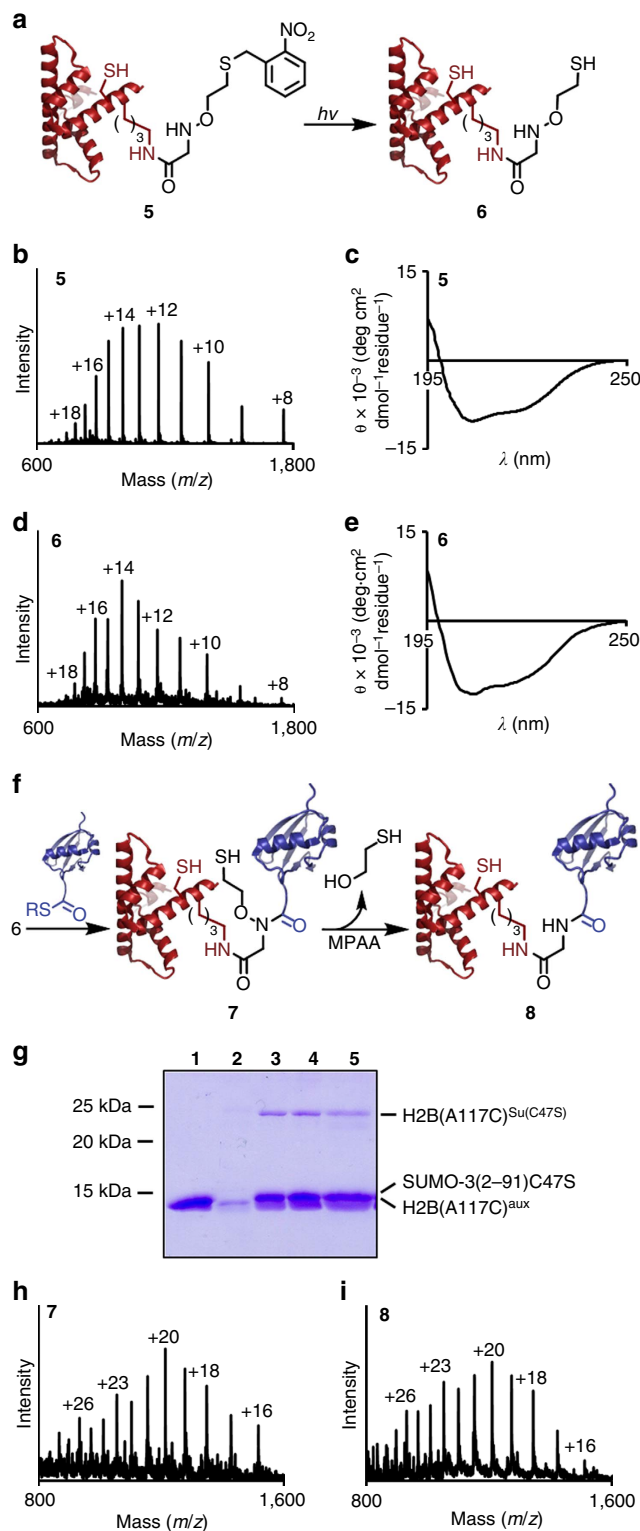 a
NO2
SH
S
SH
SH
O
HN
hν
O
HN
( )3
( )3
HN
HN
O
O
5
6
b
5
+14
+12
+16
+10
+18
+8
Intensity
600
1,800
Mass (m/z)
c
15
5
195
250
−15
θ × 10−3 (deg cm2
dmol−1residue−1)
λ (nm)
d
6
+14
+16
+12
+10
+18
+8
Intensity
600
1,800
Mass (m/z)
e
15
6
195
250
−15
θ × 10−3 (deg·cm2
dmol−1residue−1)
λ (nm)
f
SH
SH
SH
HO
SH
RS
O
O
N
O
HN
O
6
( )3
( )3
HN
HN
MPAA
O
O
7
8
g
1 2 3 4 5
25 kDa
H2B(A117C)Su(C47S)
20 kDa
SUMO-3(2–91)C47S
15 kDa
H2B(A117C)aux
h
7
+20
+23
+18
+26
+16
Intensity
800
1,600
Mass (m/z)
i
8
+20
+23
+18
+26
+16
Intensity
800
1,600
Mass (m/z)